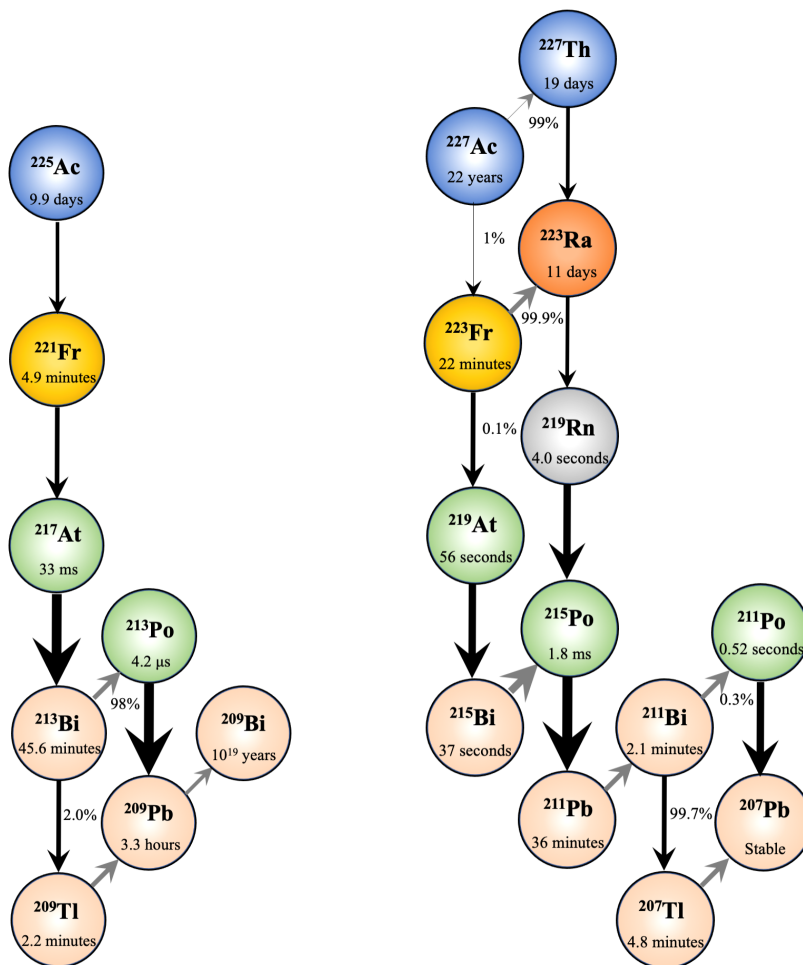 ²²⁵Ac
9.9 days
²²¹Fr
4.9 minutes
²¹⁷At
33 ms
²¹³Po
4.2 µs
98%
²¹³Bi
45.6 minutes
²⁰⁹Bi
10¹⁹ years
2.0%
²⁰⁹Pb
3.3 hours
²⁰⁹Tl
2.2 minutes
²²⁷Th
19 days
99%
²²⁷Ac
22 years
1%
²²³Ra
11 days
99.9%
²²³Fr
22 minutes
0.1%
²¹⁹Rn
4.0 seconds
²¹⁹At
56 seconds
²¹⁵Po
1.8 ms
²¹¹Po
0.52 seconds
0.3%
²¹⁵Bi
37 seconds
²¹¹Bi
2.1 minutes
²¹¹Pb
36 minutes
99.7%
²⁰⁷Pb
Stable
²⁰⁷Tl
4.8 minutes